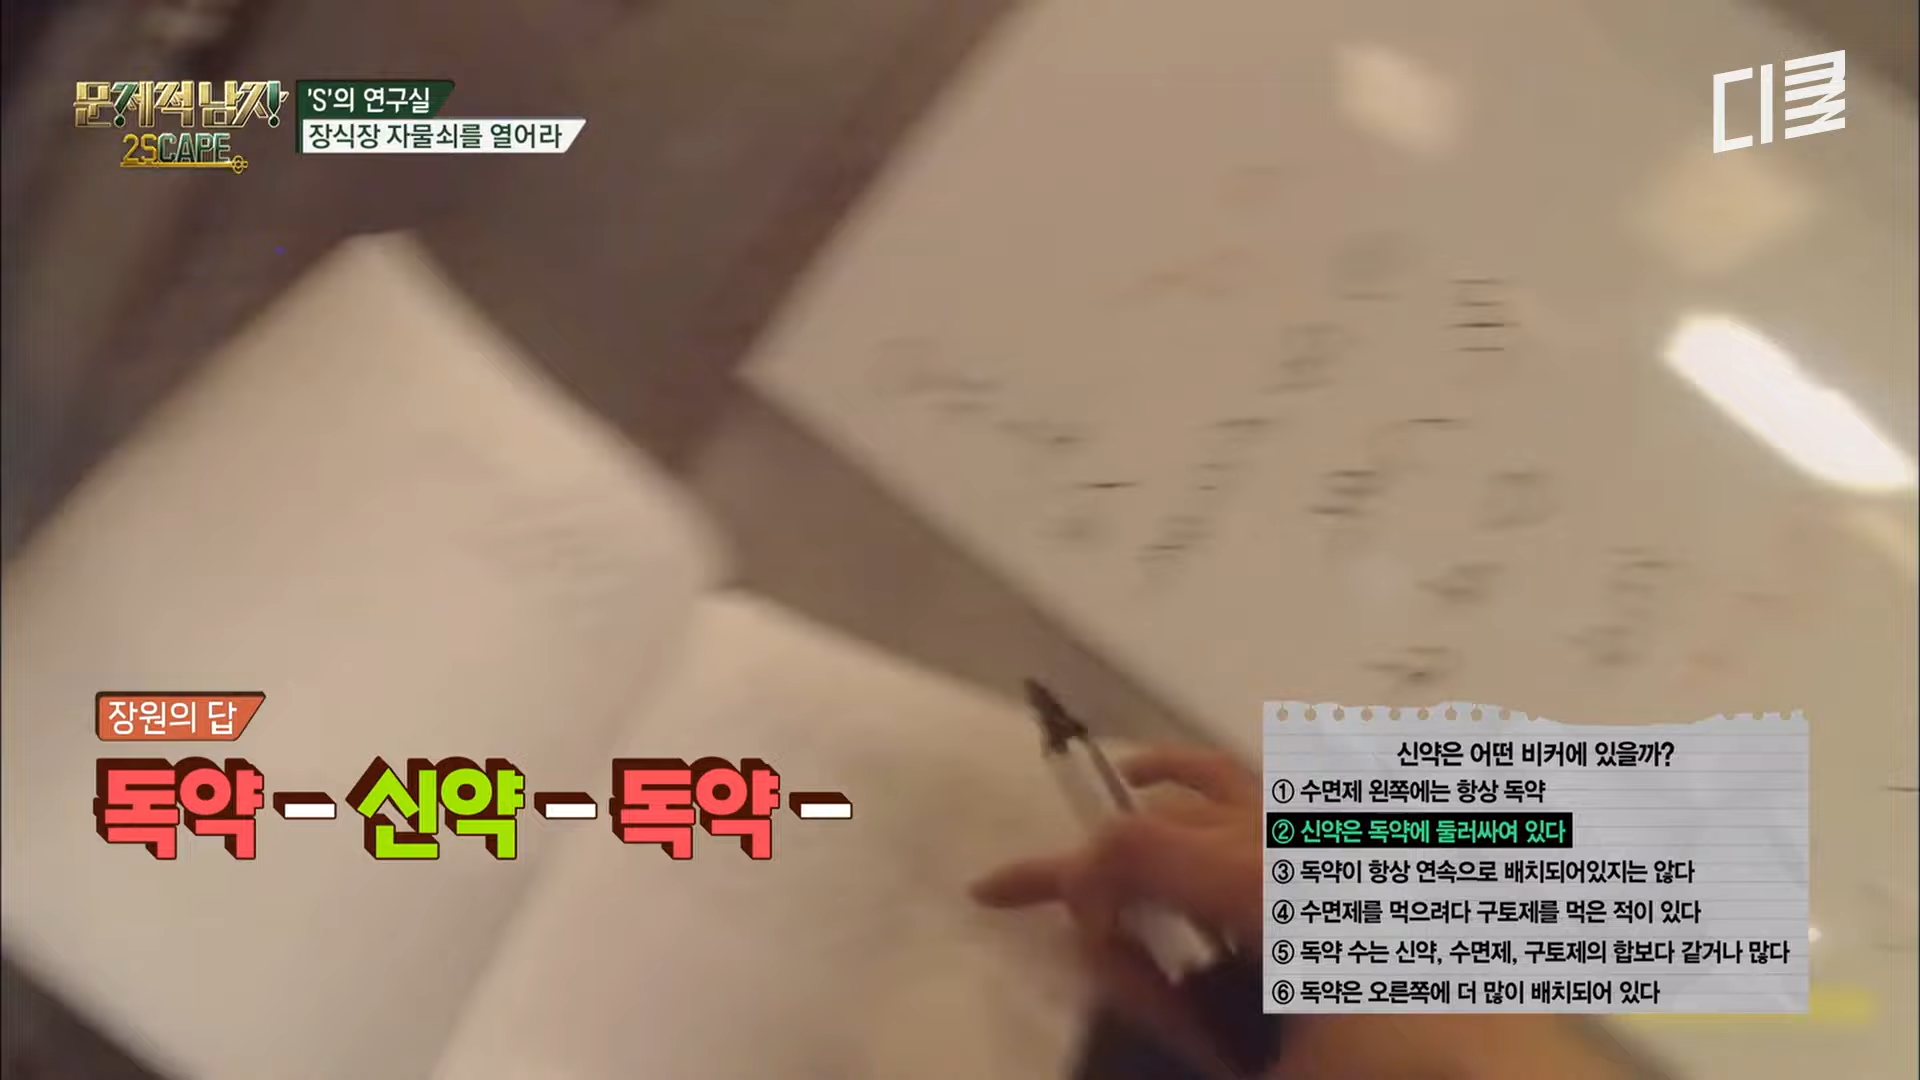 문제적 남자!
2SCAPE
'S'의 연구실
장식장 자물쇠를 열어라
디글
장원의 답
독약 - 신약 - 독약 -
신약은 어떤 비커에 있을까?
① 수면제 왼쪽에는 항상 독약
② 신약은 독약에 둘러싸여 있다
③ 독약이 항상 연속으로 배치되어있지는 않다
④ 수면제를 먹으려다 구토제를 먹은 적이 있다
⑤ 독약 수는 신약, 수면제, 구토제의 합보다 같거나 많다
⑥ 독약은 오른쪽에 더 많이 배치되어 있다